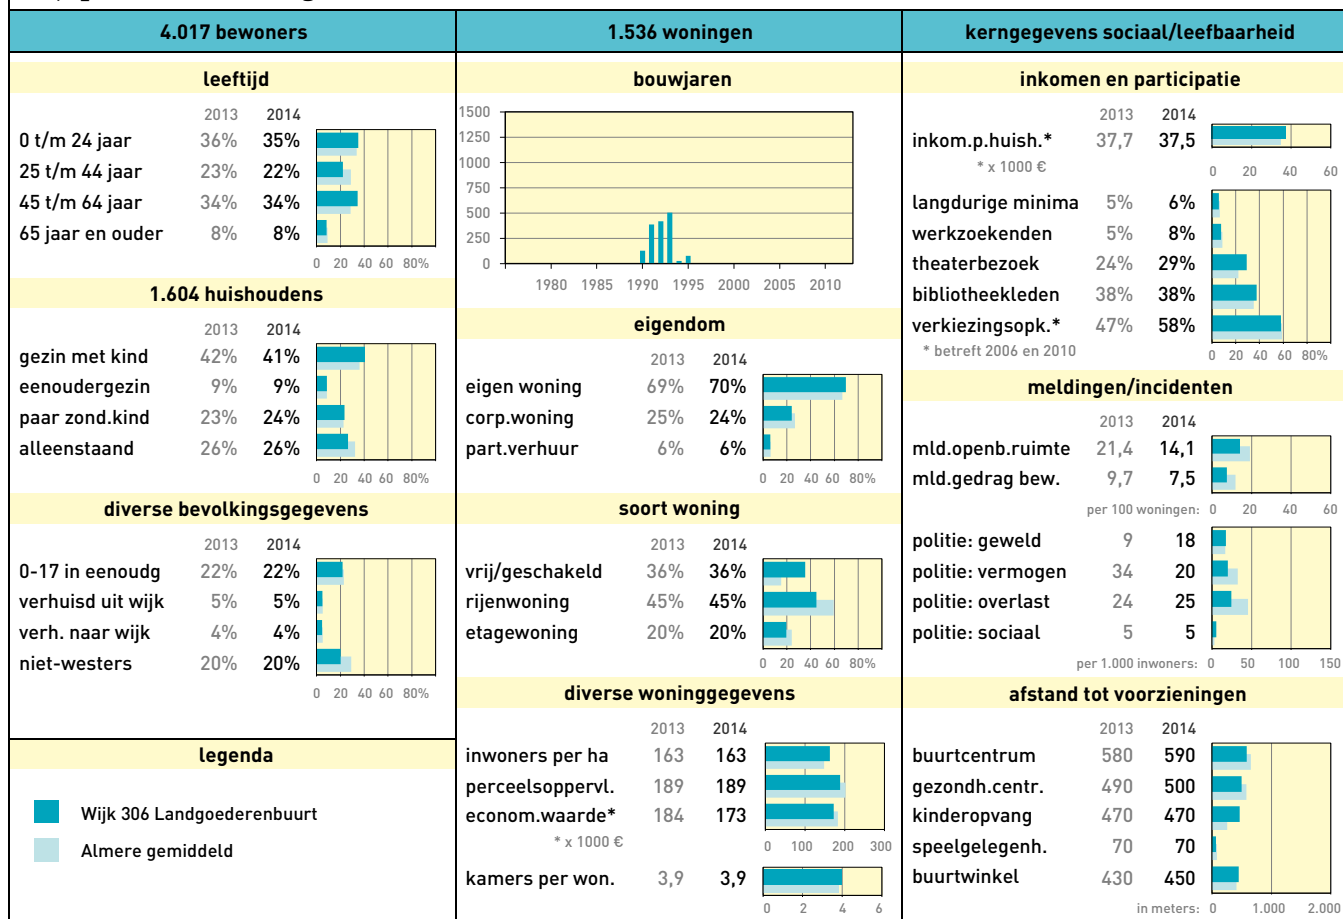 4.017 bewoners
leeftijd
2013 2014
0 t/m 24 jaar 36% 35%
25 t/m 44 jaar 23% 22%
45 t/m 64 jaar 34% 34%
65 jaar en ouder 8% 8%
0 20 40 60 80%
1.604 huishoudens
2013 2014
gezin met kind 42% 41%
eenoudergezin 9% 9%
paar zond.kind 23% 24%
alleenstaand 26% 26%
0 20 40 60 80%
diverse bevolkingsgegevens
2013 2014
0-17 in eenoudg 22% 22%
verhuisd uit wijk 5% 5%
verh. naar wijk 4% 4%
niet-westers 20% 20%
0 20 40 60 80%
legenda
Wijk 306 Landgoederenbuurt
Almere gemiddeld
1.536 woningen
bouwjaren
1500
1250
1000
750
500
250
0
1980 1985 1990 1995 2000 2005 2010
eigendom
2013 2014
eigen woning 69% 70%
corp.woning 25% 24%
part.verhuur 6% 6%
0 20 40 60 80%
soort woning
2013 2014
vrij/geschakeld 36% 36%
rijenwoning 45% 45%
etagewoning 20% 20%
0 20 40 60 80%
diverse woninggegevens
2013 2014
inwoners per ha 163 163
perceelsoppervl. 189 189
econom.waarde* 184 173
* x 1000 €
0 100 200 300
kamers per won. 3,9 3,9
0 2 4 6
kerngegevens sociaal/leefbaarheid
inkomen en participatie
2013 2014
inkom.p.huish.* 37,7 37,5
* x 1000 €
0 20 40 60
langdurige minima 5% 6%
werkzoekenden 5% 8%
theaterbezoek 24% 29%
bibliotheekleden 38% 38%
verkiezingsopk.* 47% 58%
* betreft 2006 en 2010
0 20 40 60 80%
meldingen/incidenten
2013 2014
mld.openb.ruimte 21,4 14,1
mld.gedrag bew. 9,7 7,5
per 100 woningen: 0 20 40 60
politie: geweld 9 18
politie: vermogen 34 20
politie: overlast 24 25
politie: sociaal 5 5
per 1.000 inwoners: 0 50 100 150
afstand tot voorzieningen
2013 2014
buurtcentrum 580 590
gezondh.centr. 490 500
kinderopvang 470 470
speelgelegenh. 70 70
buurtwinkel 430 450
in meters: 0 1.000 2.000